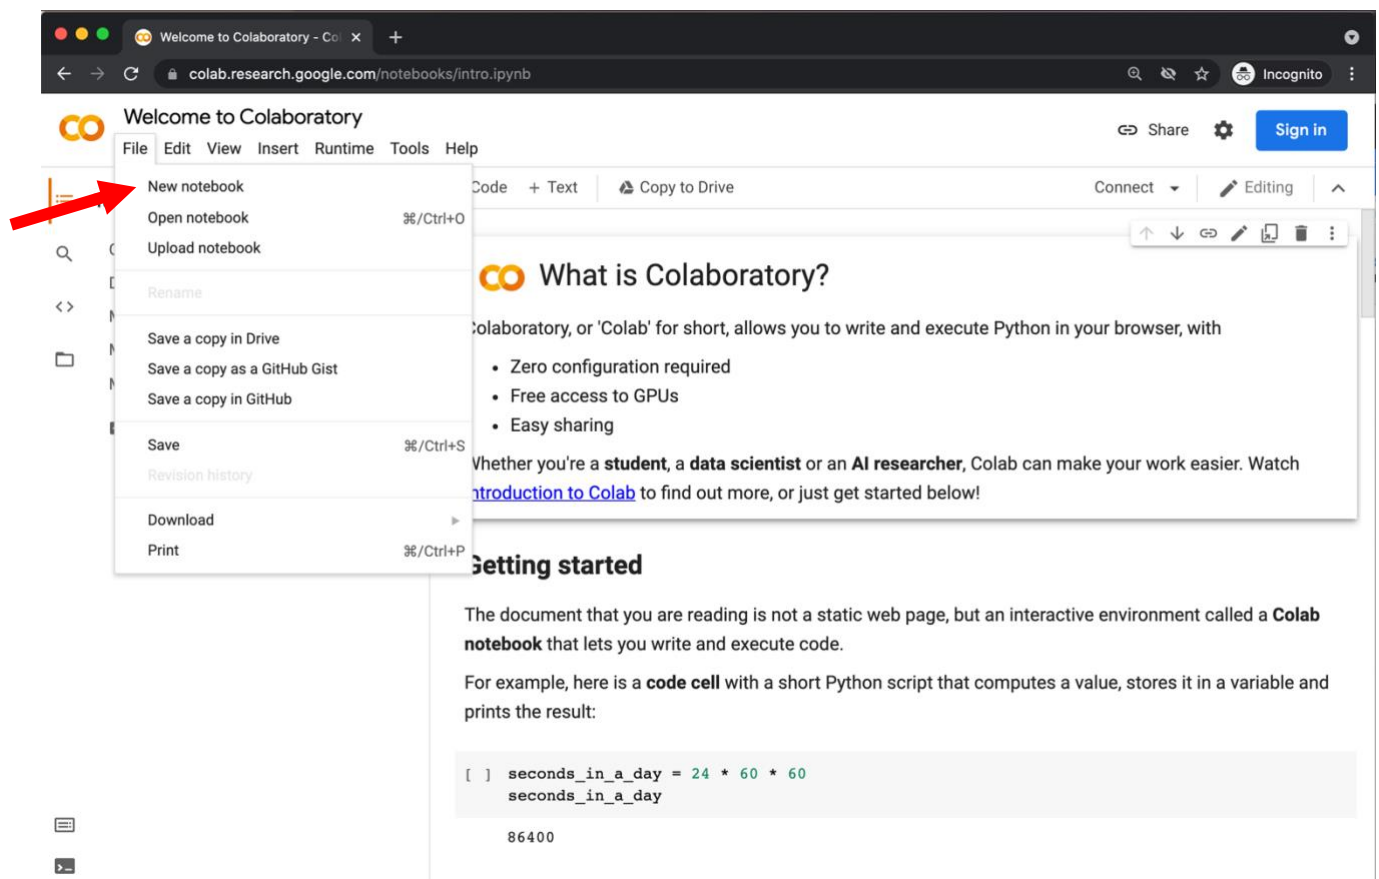 Welcome to Colaboratory - Col
colab.research.google.com/notebooks/intro.ipynb
Incognito
Welcome to Colaboratory
Share
Sign in
File Edit View Insert Runtime Tools Help
Code + Text Copy to Drive
Connect
Editing
New notebook
Open notebook ⌘/Ctrl+O
Upload notebook
Rename
Save a copy in Drive
Save a copy as a GitHub Gist
Save a copy in GitHub
Save ⌘/Ctrl+S
Revision history
Download
Print ⌘/Ctrl+P
CO What is Colaboratory?
olaboratory, or 'Colab' for short, allows you to write and execute Python in your browser, with
• Zero configuration required
• Free access to GPUs
• Easy sharing
Whether you're a student, a data scientist or an AI researcher, Colab can make your work easier. Watch
ntroduction to Colab to find out more, or just get started below!
Getting started
The document that you are reading is not a static web page, but an interactive environment called a Colab
notebook that lets you write and execute code.
For example, here is a code cell with a short Python script that computes a value, stores it in a variable and
prints the result:
[ ] seconds_in_a_day = 24 * 60 * 60
seconds_in_a_day
86400